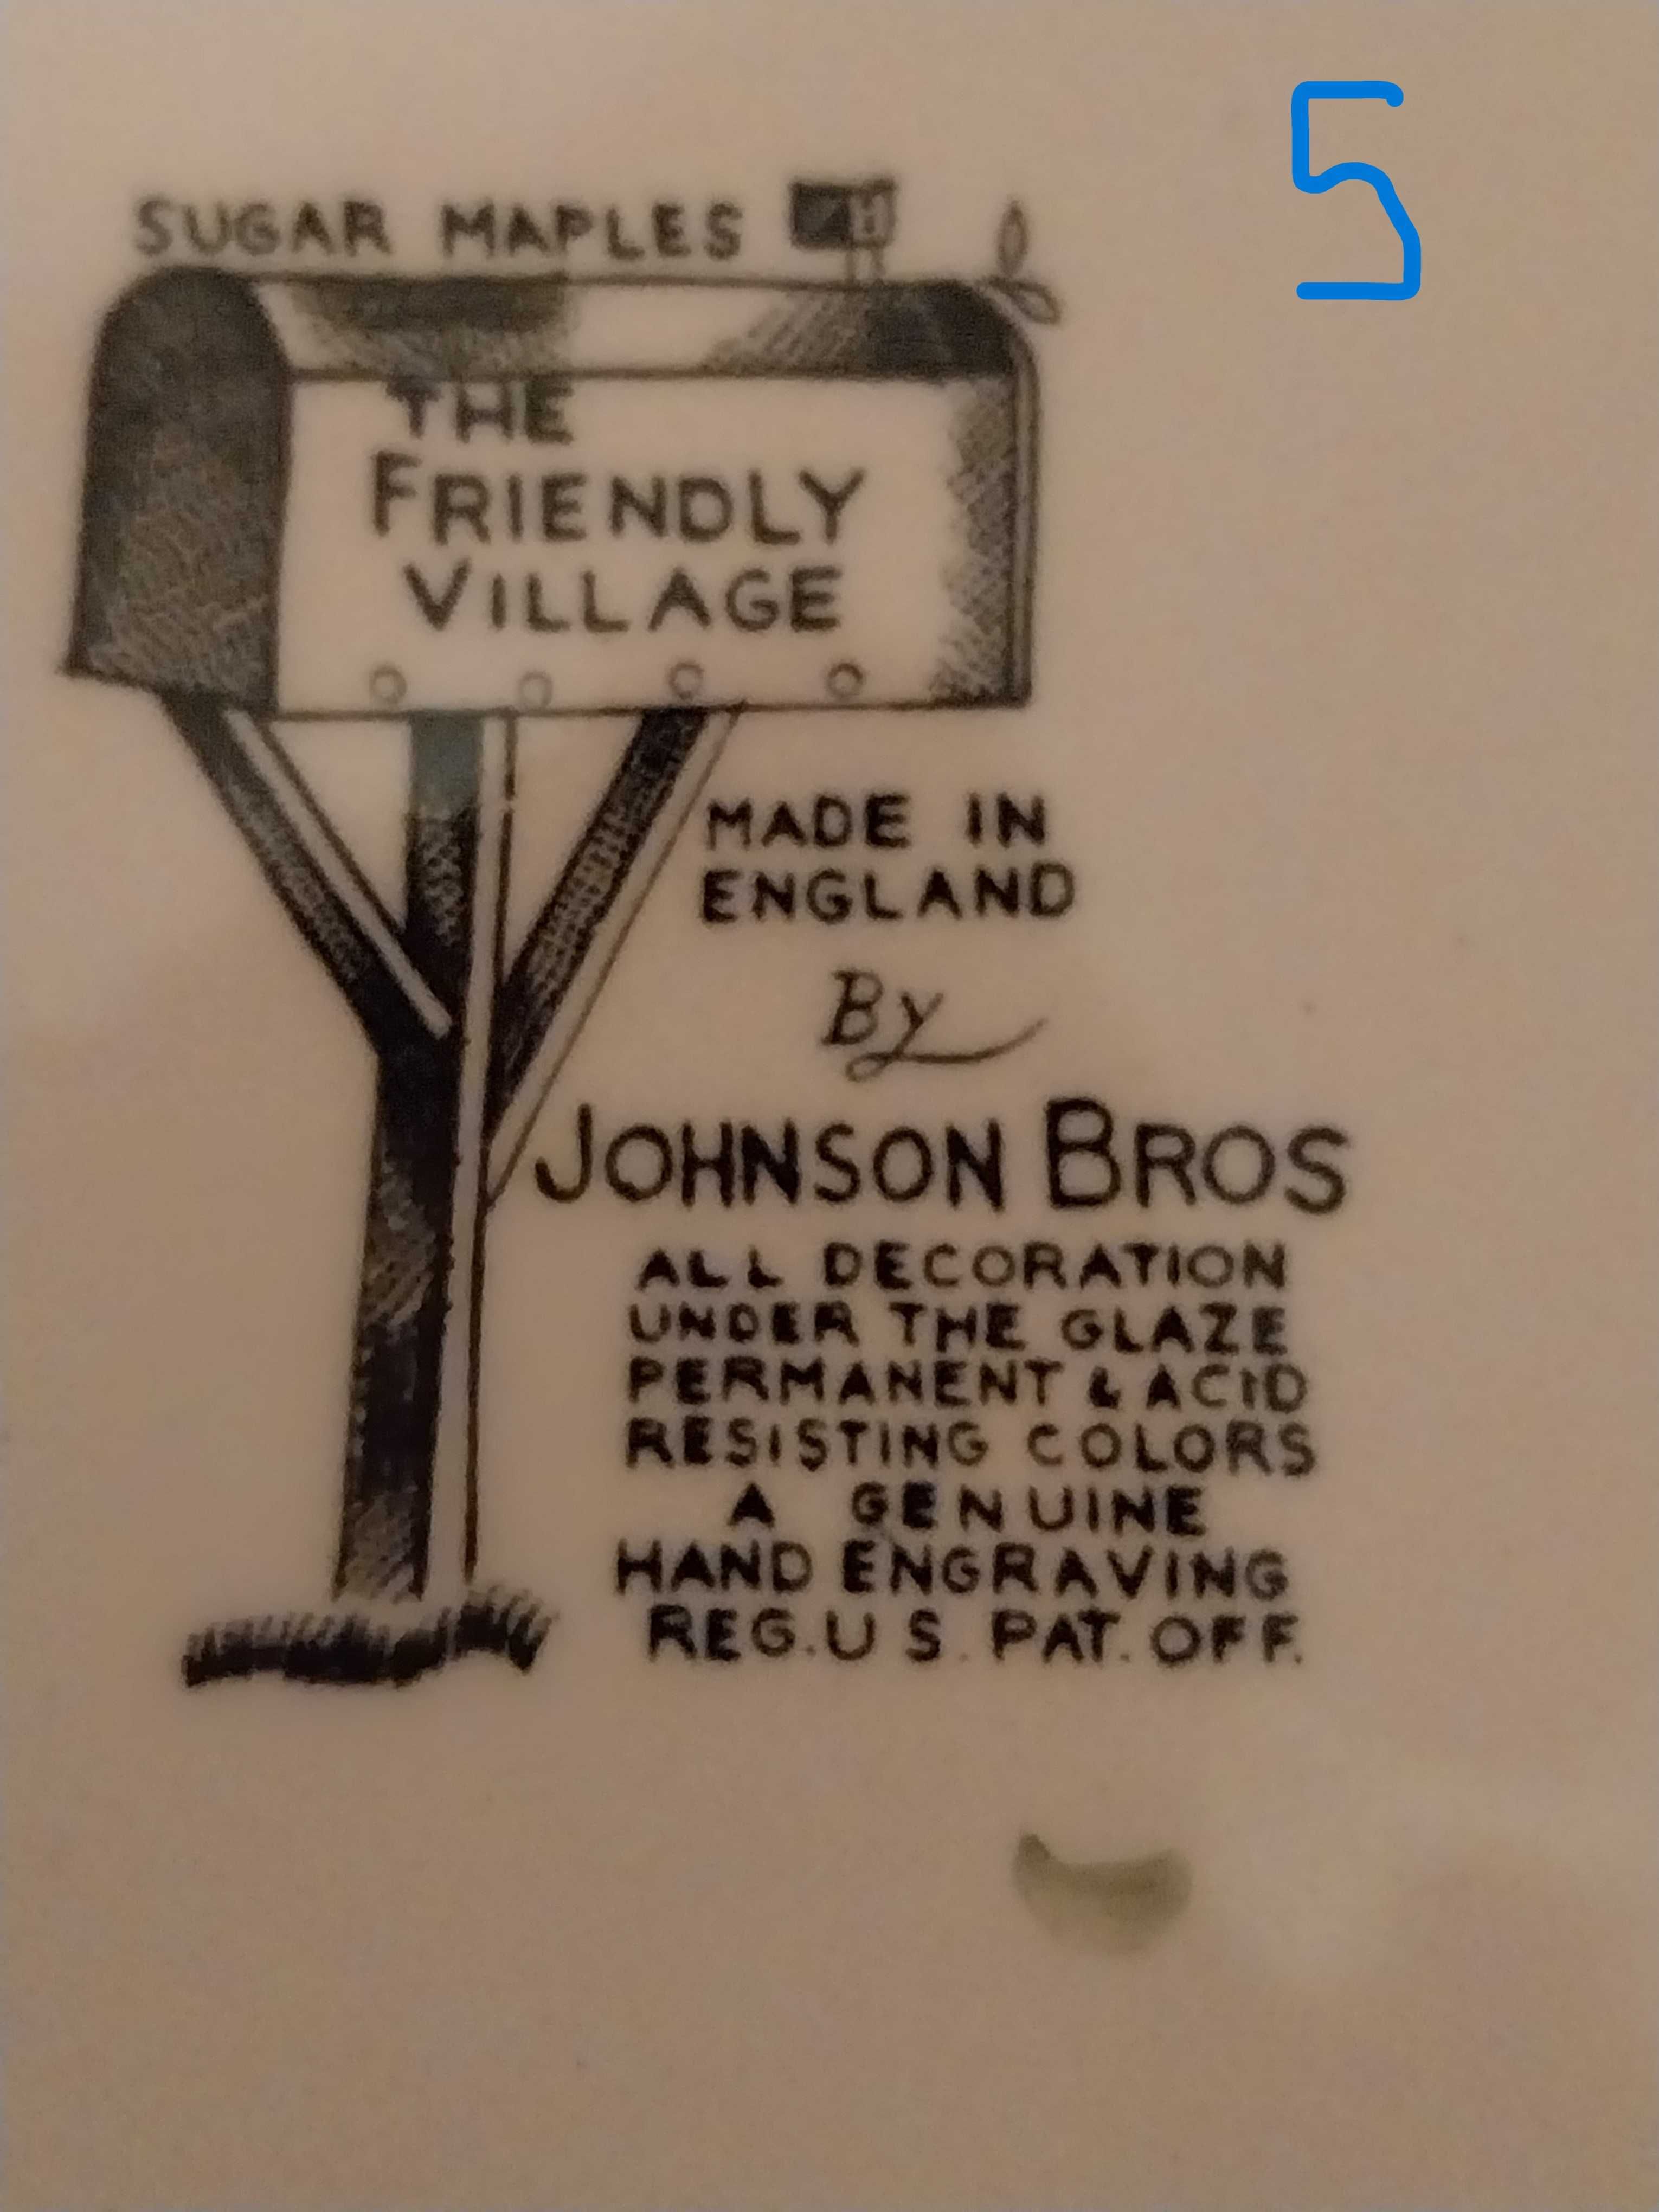 5
SUGAR MAPLES
THE
FRIENDLY
VILLAGE
MADE IN
ENGLAND
By
JOHNSON BROS
ALL DECORATION
UNDER THE GLAZE
PERMANENT & ACID
RESISTING COLORS
A GENUINE
HAND ENGRAVING
REG.U S. PAT. OFF.